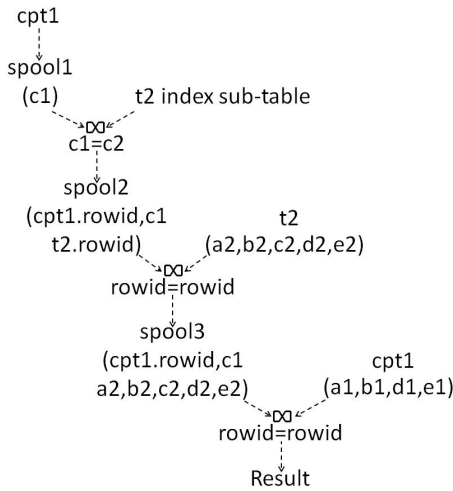 cpt1
spool1
(c1)
t2 index sub-table
c1=c2
spool2
(cpt1.rowid,c1
t2.rowid)
t2
(a2,b2,c2,d2,e2)
rowid=rowid
spool3
(cpt1.rowid,c1
a2,b2,c2,d2,e2)
cpt1
(a1,b1,d1,e1)
rowid=rowid
Result